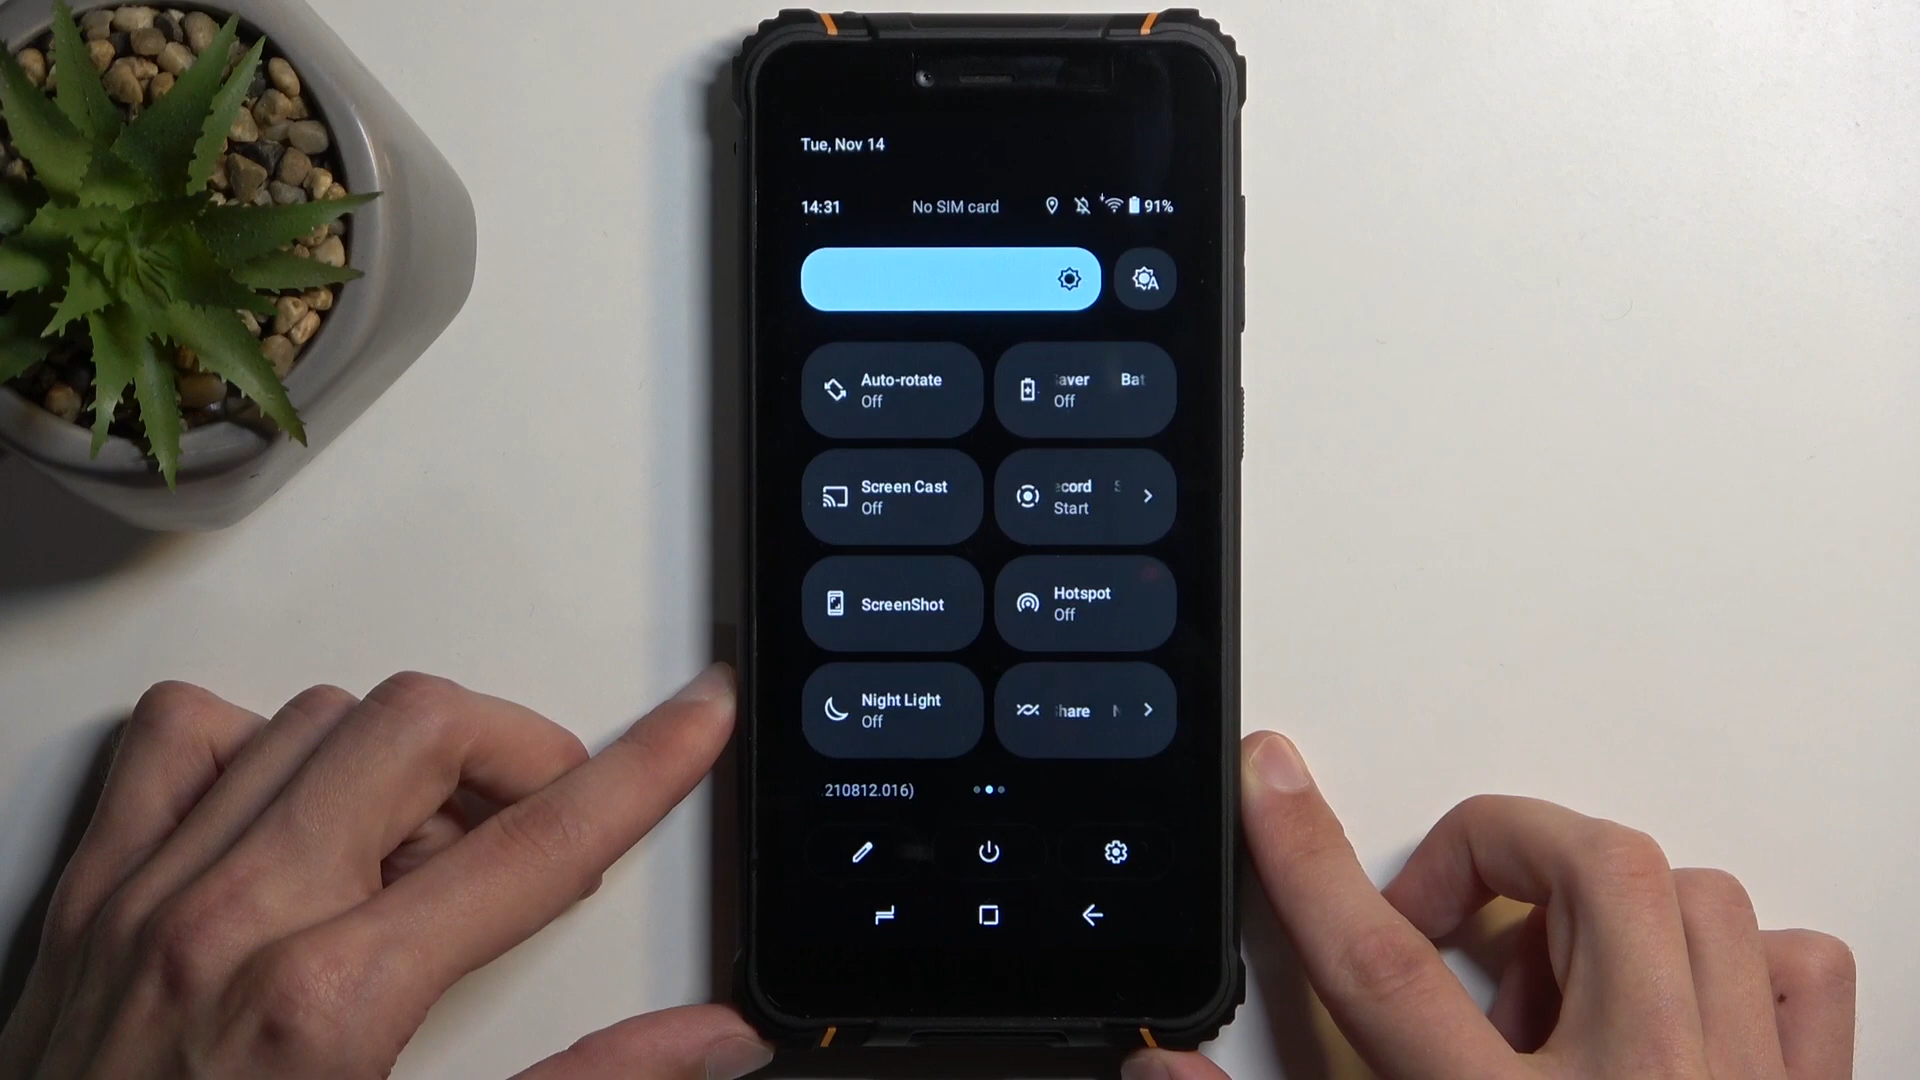 Tue, Nov 14
14:31 No SIM card 91%
Auto-rotate
Off
aver Bat
Off
Screen Cast
Off
cord S
Start
ScreenShot
Hotspot
Off
Night Light
Off
hare N
210812.016)